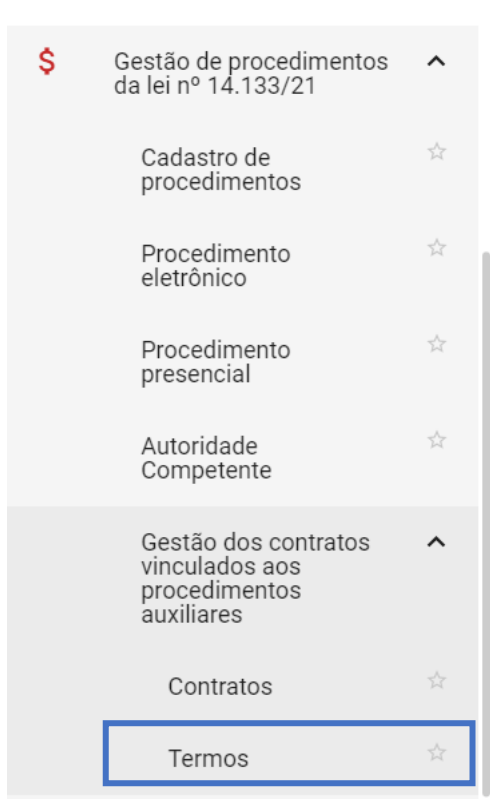 $ Gestão de procedimentos
da lei nº 14.133/21
Cadastro de
procedimentos
Procedimento
eletrônico
Procedimento
presencial
Autoridade
Competente
Gestão dos contratos
vinculados aos
procedimentos
auxiliares
Contratos
Termos